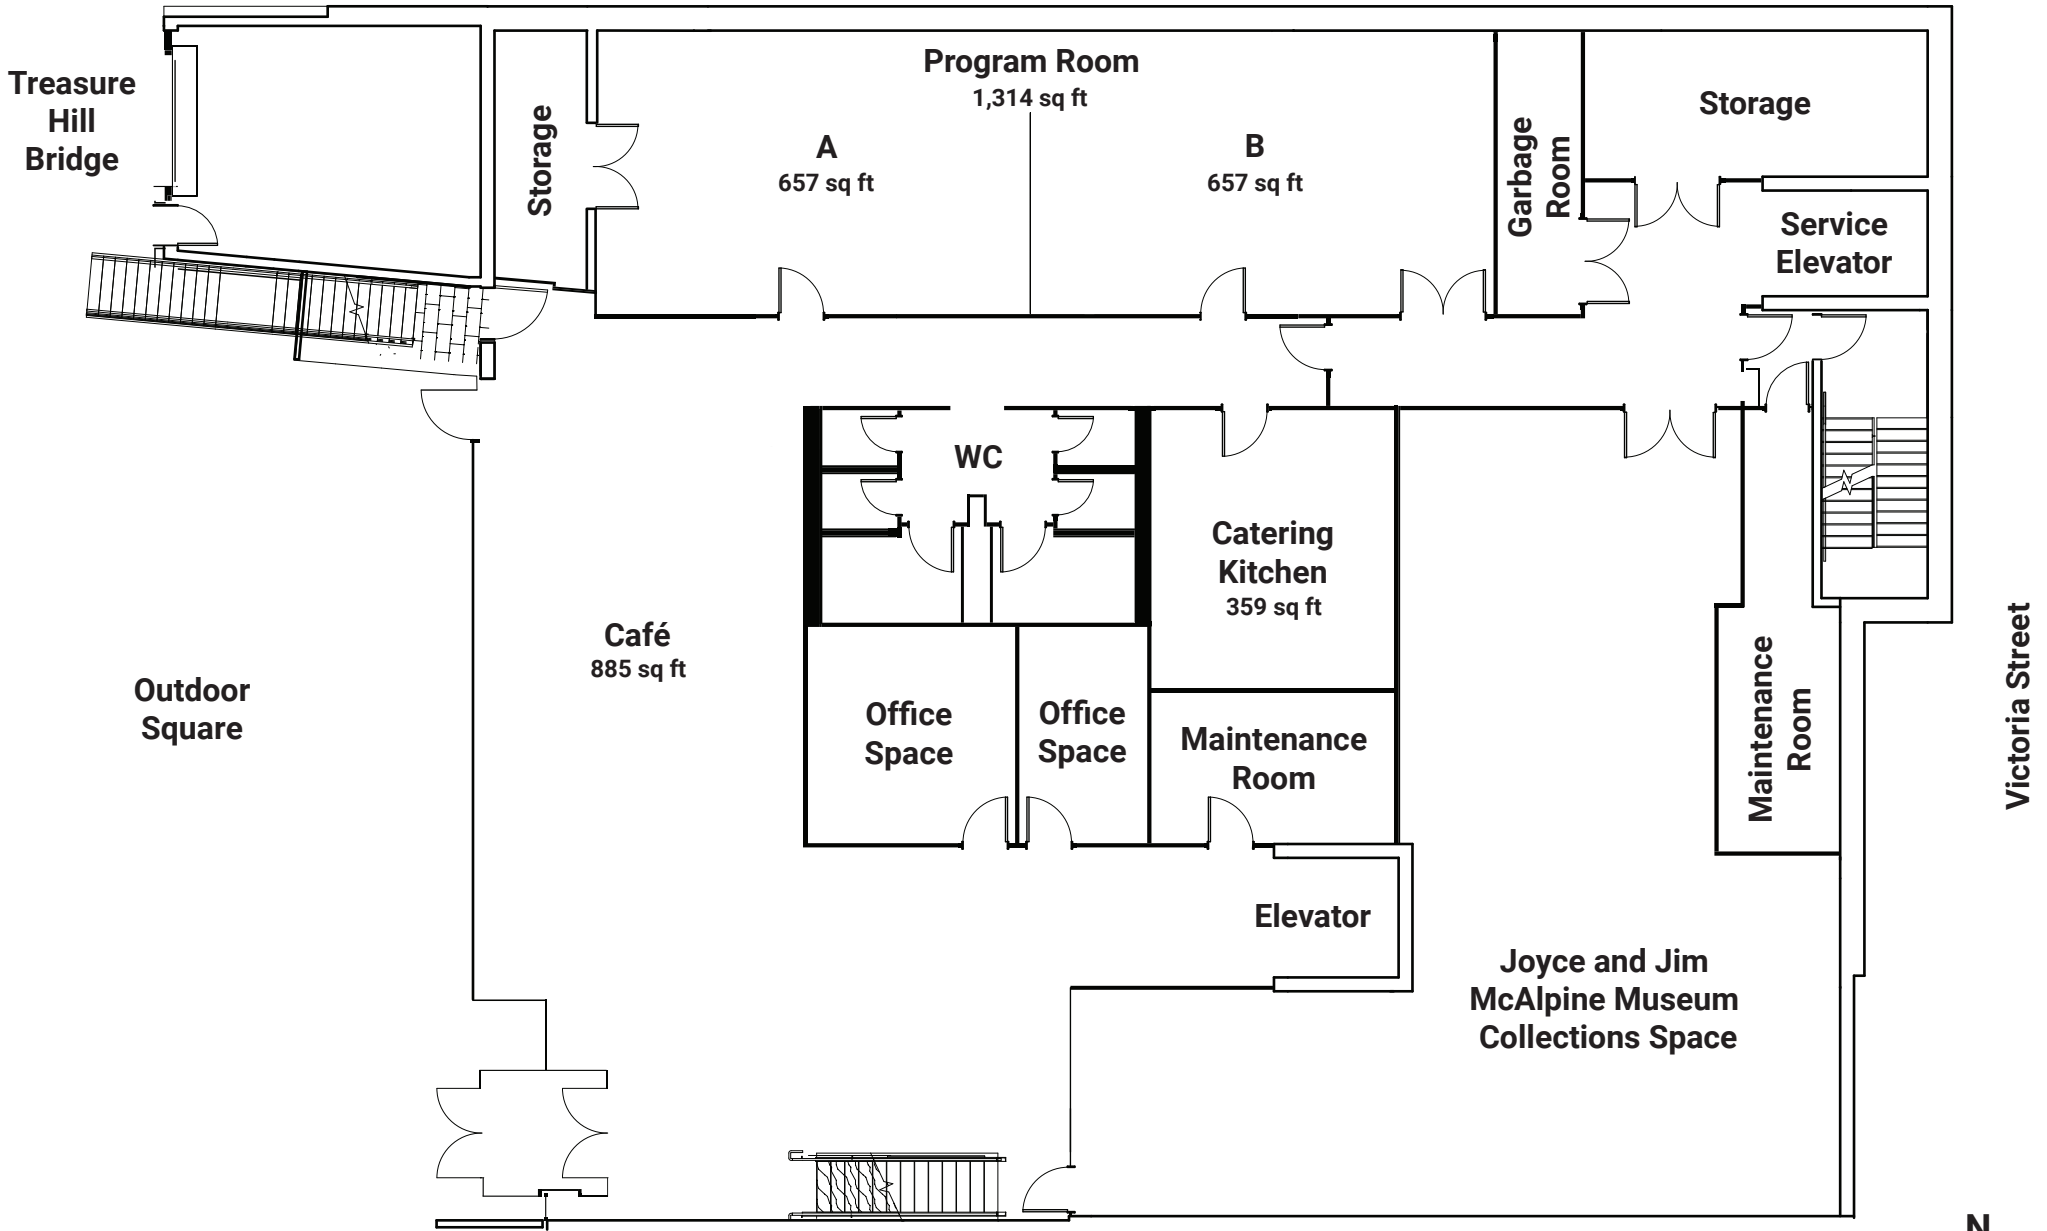 Treasure
Hill
Bridge
Storage
Program Room
1,314 sq ft
A
657 sq ft
B
657 sq ft
Garbage
Room
Storage
Service
Elevator
WC
Catering
Kitchen
359 sq ft
Café
885 sq ft
Outdoor
Square
Office
Space
Office
Space
Maintenance
Room
Maintenance
Room
Victoria Street
Elevator
Joyce and Jim
McAlpine Museum
Collections Space
N